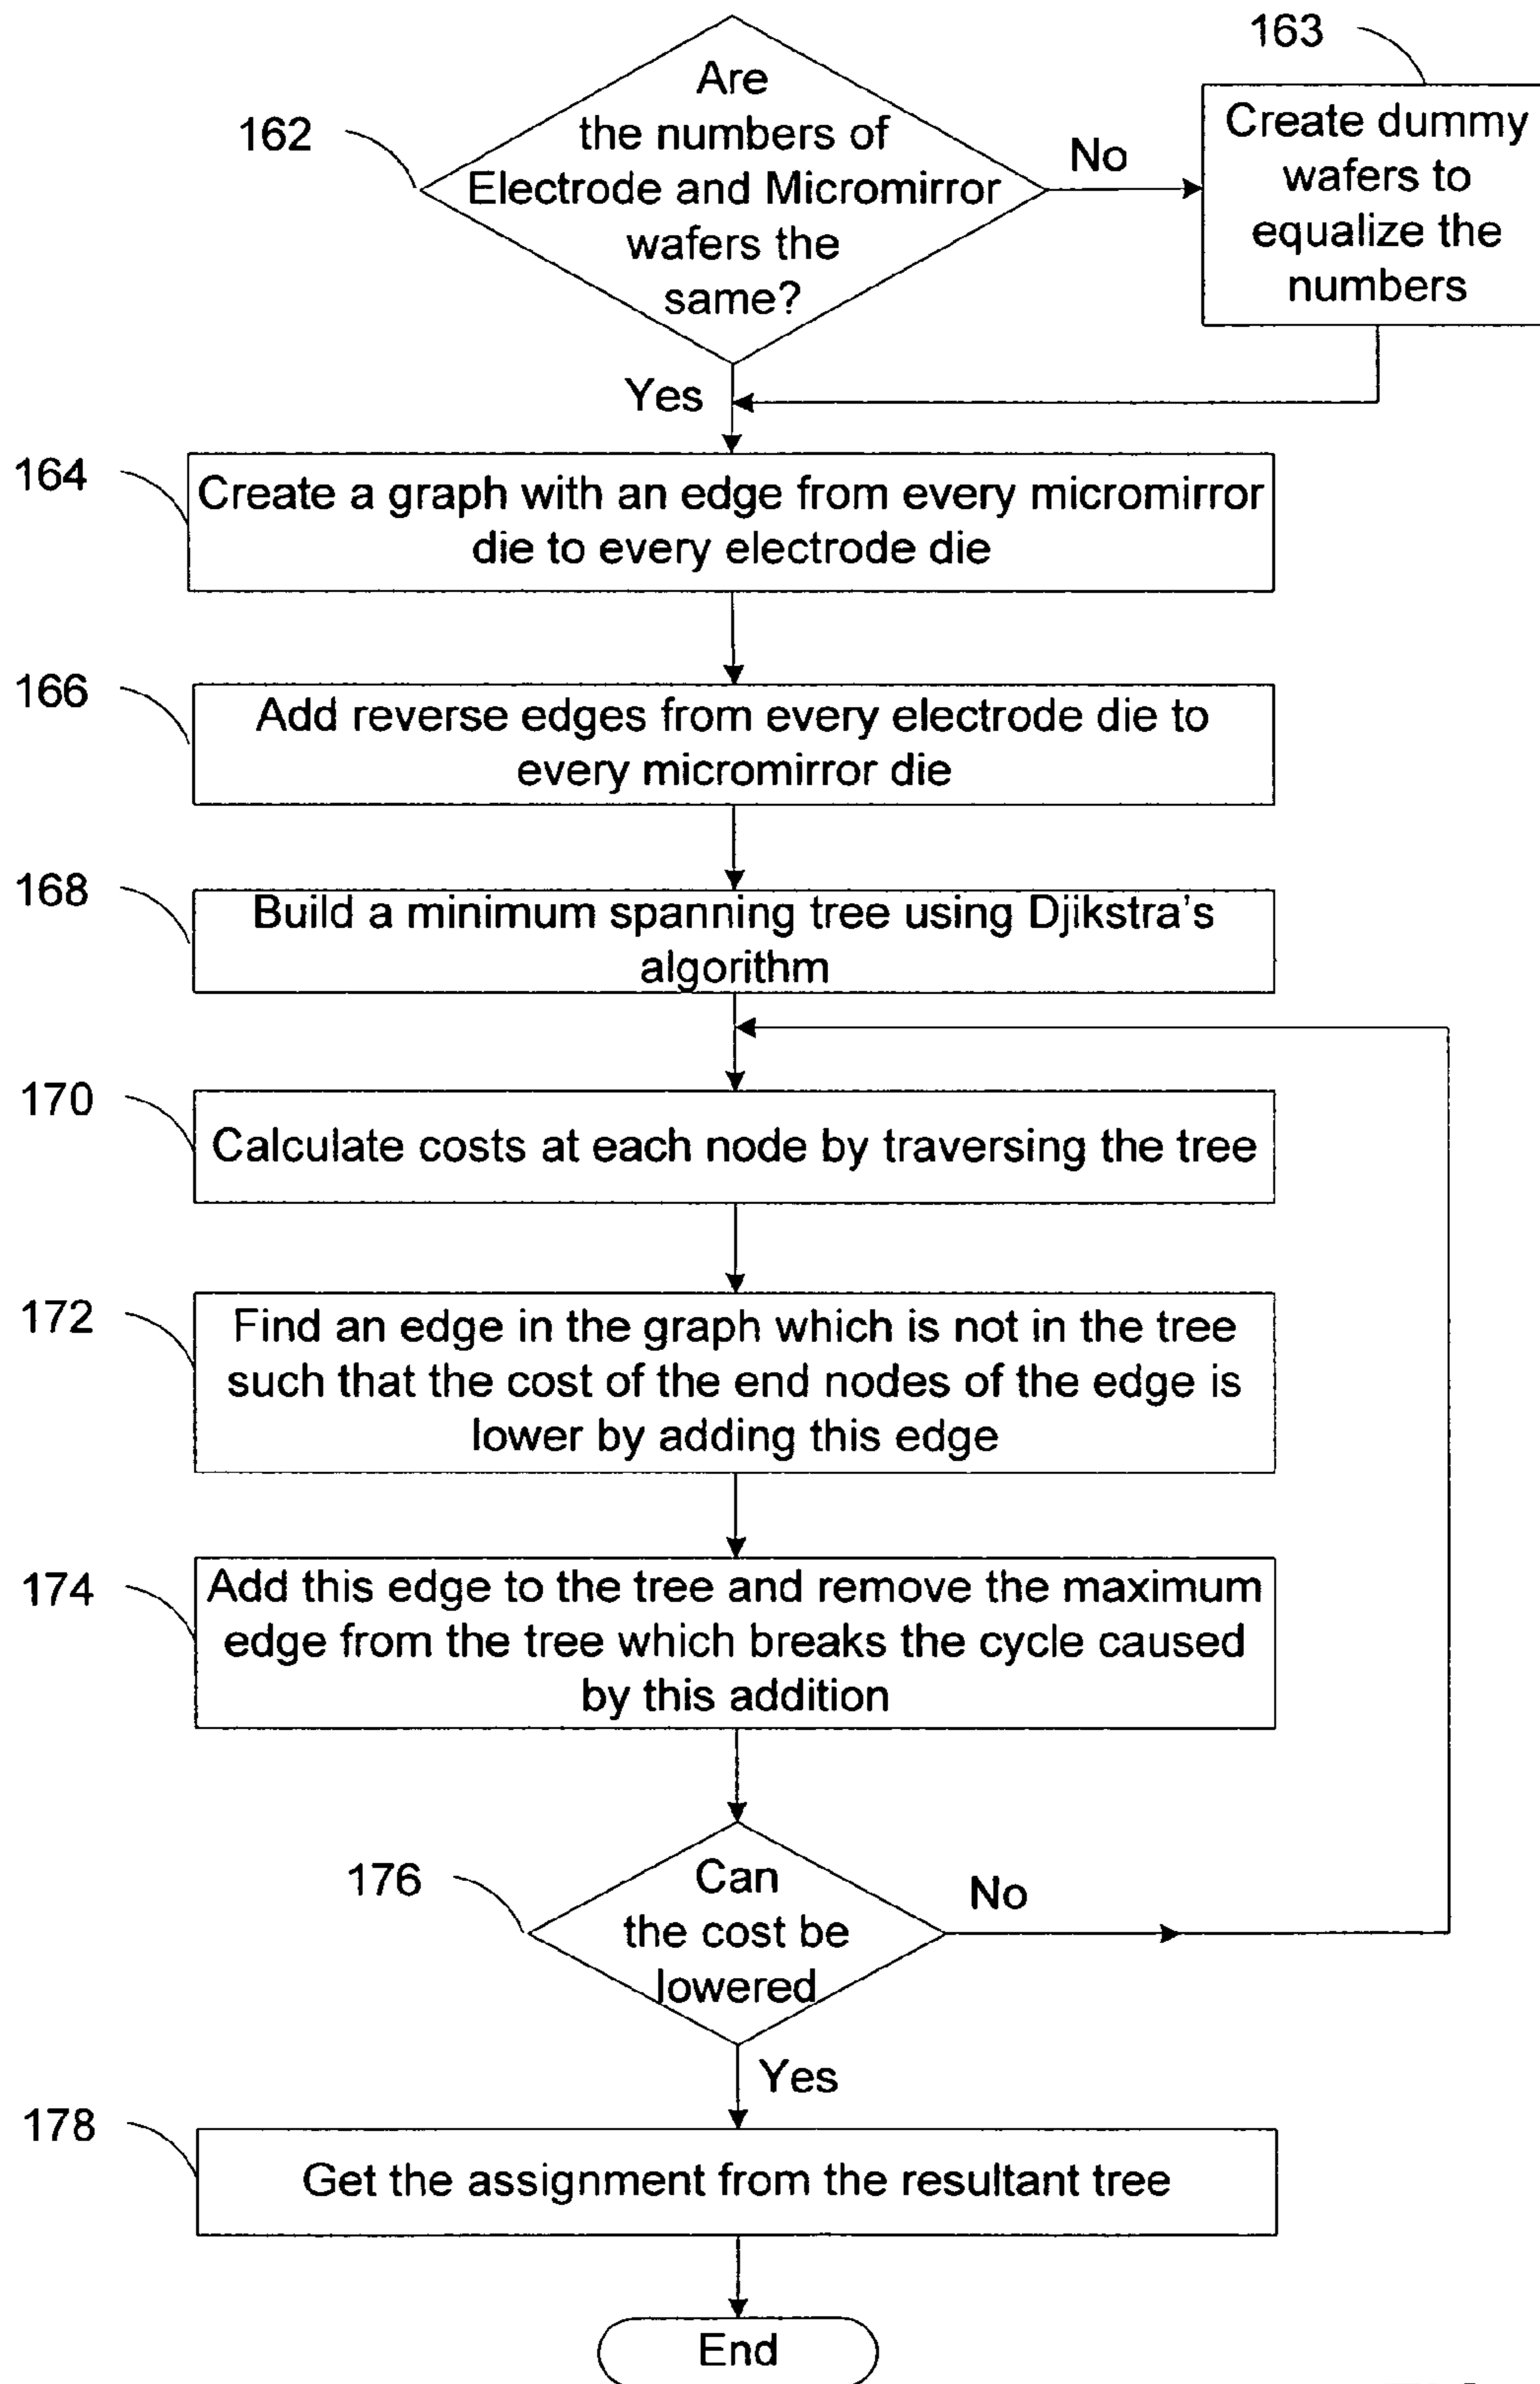 163
Are
the numbers of
Electrode and Micromirror
wafers the
same?
162
No
Create dummy
wafers to
equalize the
numbers
Yes
164
Create a graph with an edge from every micromirror
die to every electrode die
166
Add reverse edges from every electrode die to
every micromirror die
168
Build a minimum spanning tree using Djikstra's
algorithm
170
Calculate costs at each node by traversing the tree
172
Find an edge in the graph which is not in the tree
such that the cost of the end nodes of the edge is
lower by adding this edge
174
Add this edge to the tree and remove the maximum
edge from the tree which breaks the cycle caused
by this addition
176
Can
the cost be
lowered
No
Yes
178
Get the assignment from the resultant tree
End